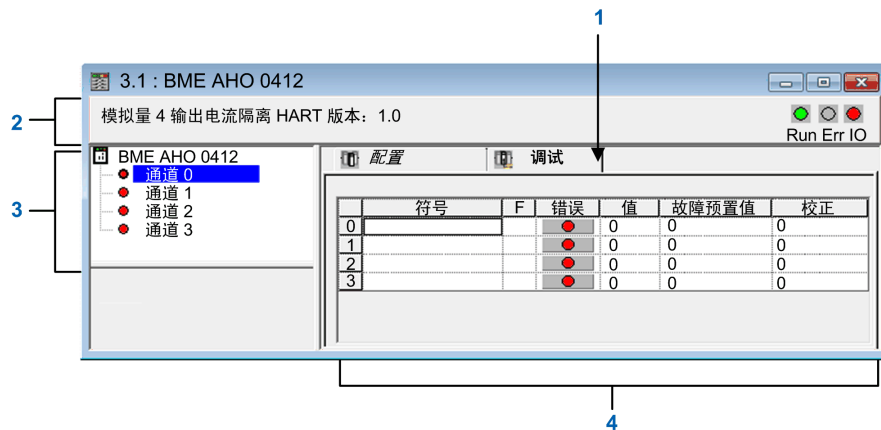 1
3.1 : BME AHO 0412
2
模拟量 4 输出电流隔离 HART 版本：1.0
Run Err IO
3
BME AHO 0412
通道 0
通道 1
通道 2
通道 3
配置
调试
符号 F 错误 值 故障预置值 校正
0 0 0 0
1 0 0 0
2 0 0 0
3 0 0 0
4